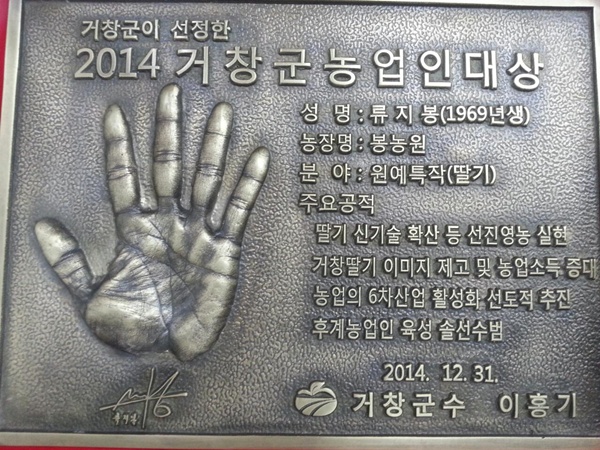 거창군이 선정한
2014 거창군농업인대상
성 명 : 류지봉(1969년생)
농장명 : 봉농원
분 야 : 원예특작(딸기)
주요공적
딸기 신기술 확산 등 선진영농 실현
거창딸기 이미지 제고 및 농업소득 증대
농업의 6차산업 활성화 선도적 추진
후계농업인 육성 솔선수범
2014. 12. 31.
거창군수 이홍기